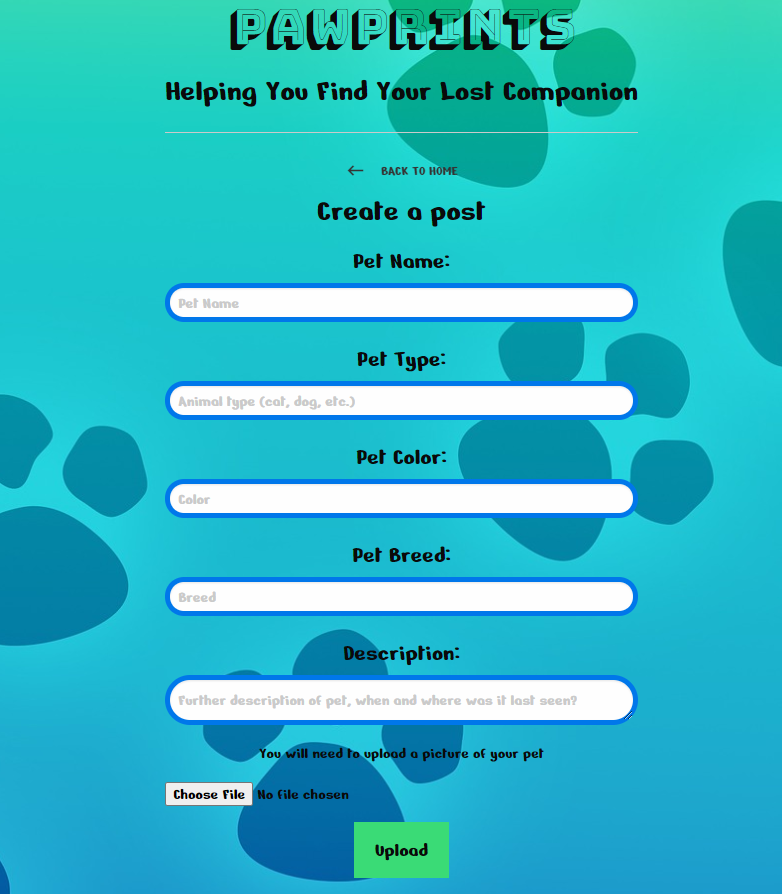 PAWPRINTS
Helping You Find Your Lost Companion
← BACK TO HOME
Create a post
Pet Name:
Pet Name
Pet Type:
Animal type (cat, dog, etc.)
Pet Color:
Color
Pet Breed:
Breed
Description:
Further description of pet, when and where was it last seen?
You will need to upload a picture of your pet
Choose File No file chosen
Upload